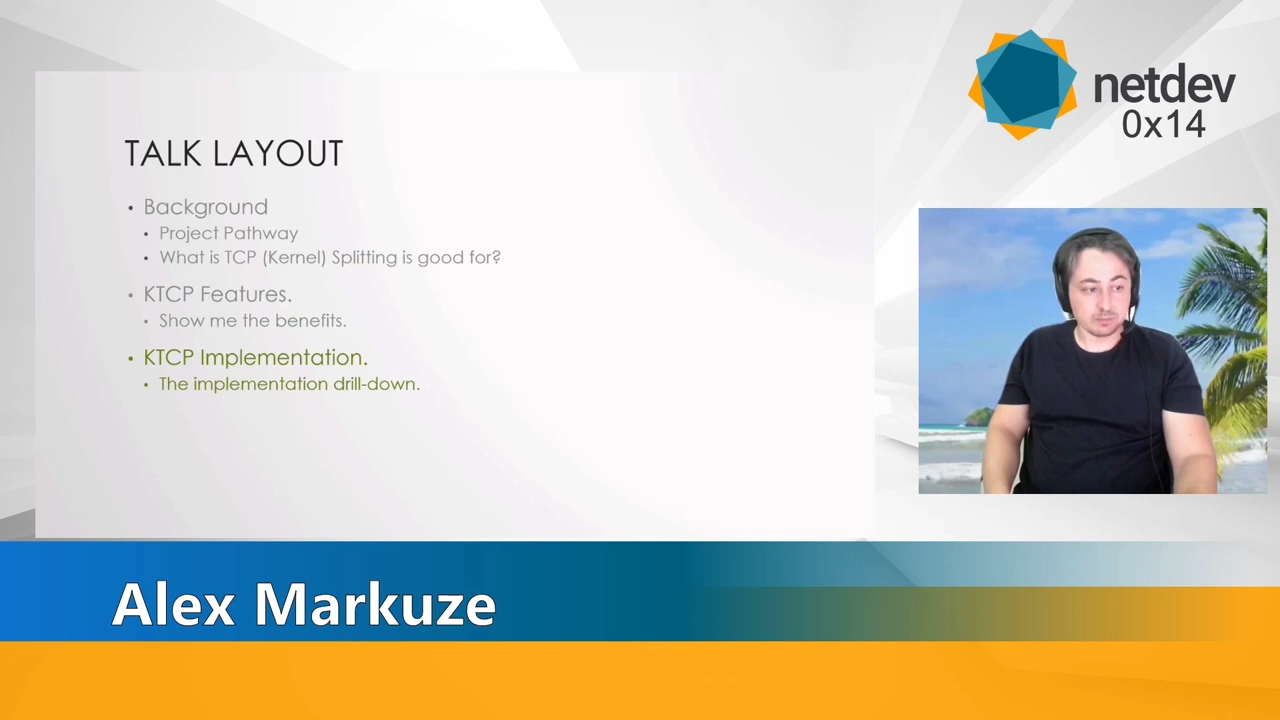 netdev
0x14
TALK LAYOUT
• Background
• Project Pathway
• What is TCP (Kernel) Splitting is good for?
• KTCP Features.
• Show me the benefits.
• KTCP Implementation.
• The implementation drill-down.
Alex Markuze